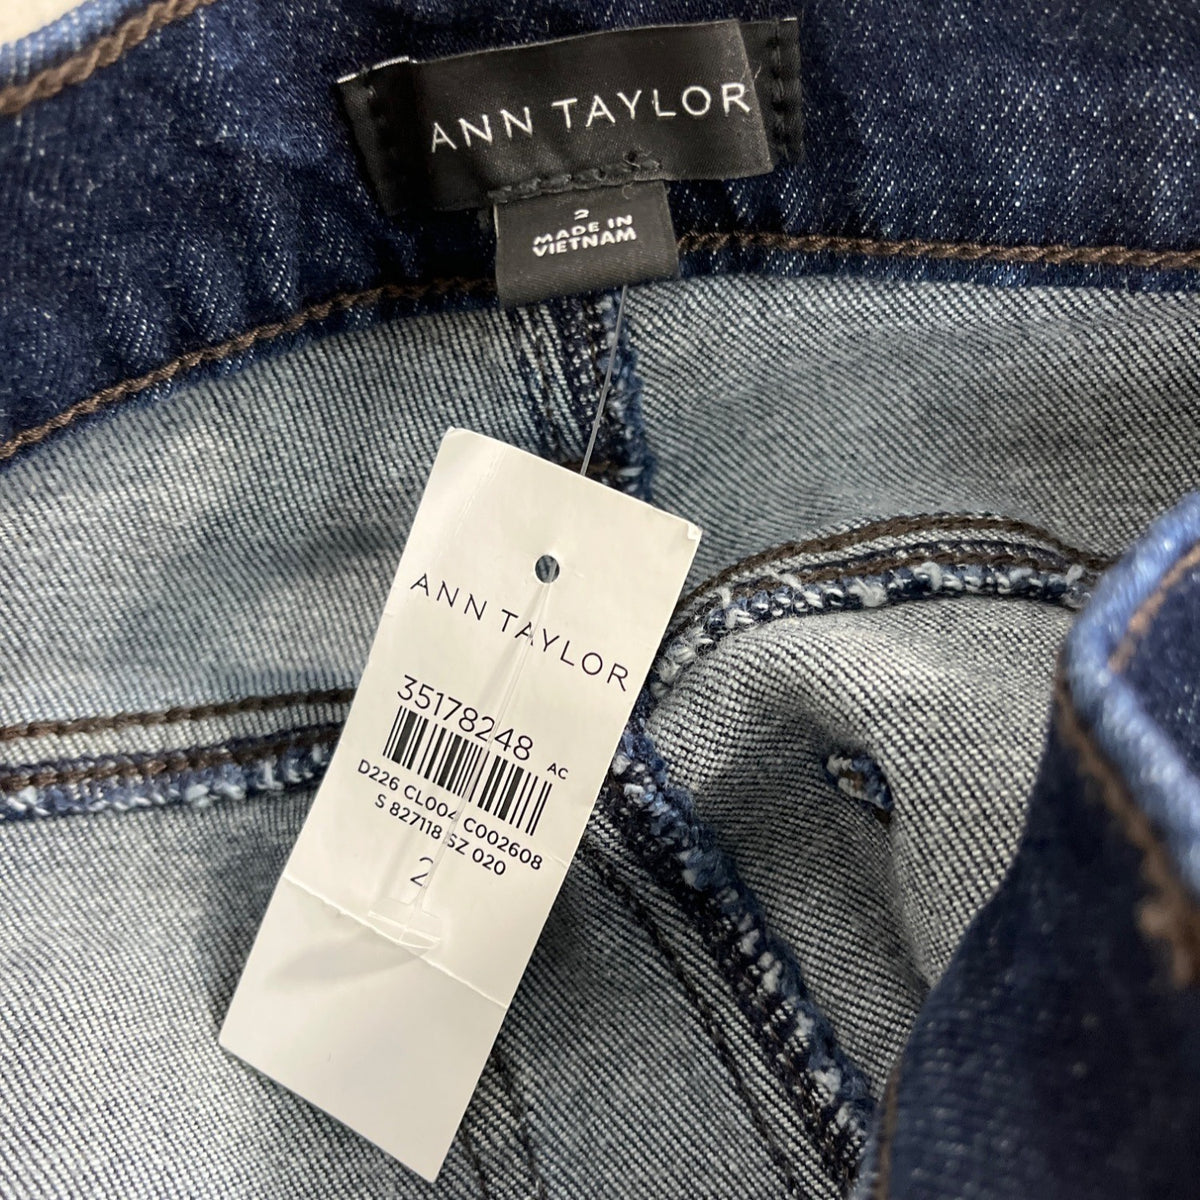 ANN TAYLOR
2
MADE IN
VIETNAM
ANN TAYLOR
35178248 AC
D226 CL004 C002608
S 827118 SZ 020
2